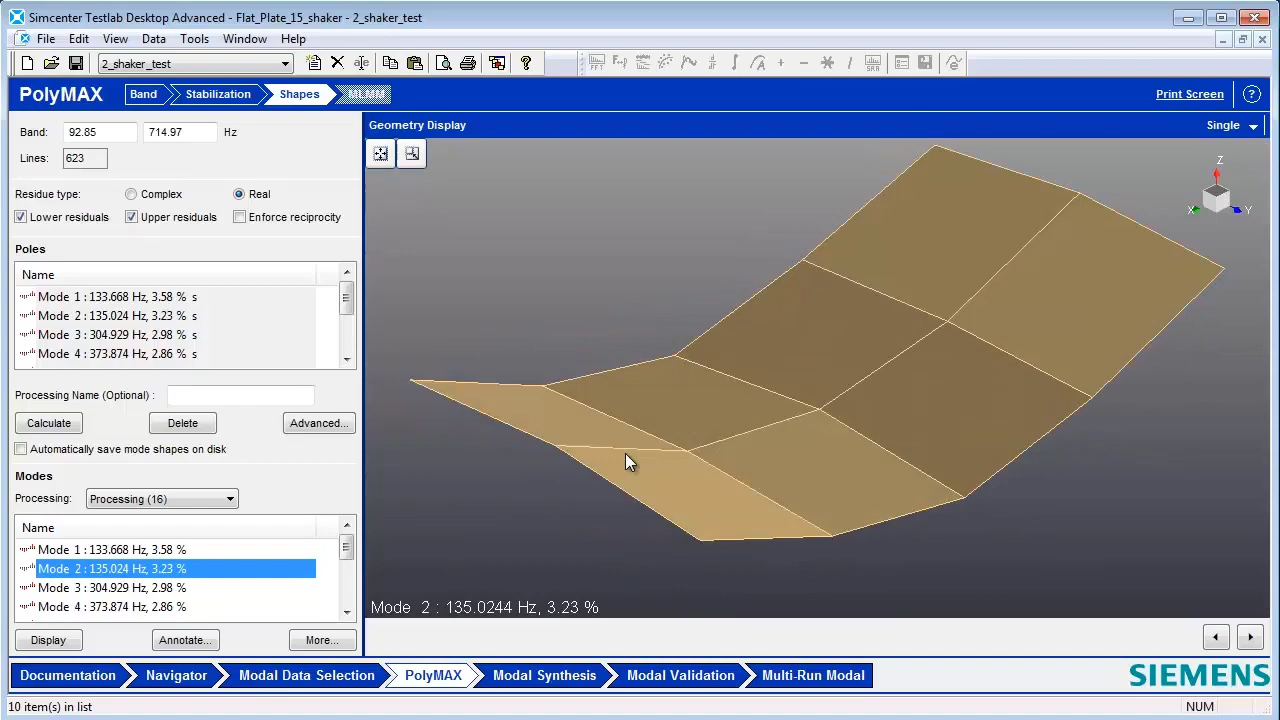 Simcenter Testlab Desktop Advanced - Flat_Plate_15_shaker - 2_shaker_test
File Edit View Data Tools Window Help
2_shaker_test
PolyMAX Band Stabilization Shapes Print Screen ?
Band: 92.85 714.97 Hz
Lines: 623
Geometry Display Single
Z
X Y
Residue type: Complex Real
Lower residuals Upper residuals Enforce reciprocity
Poles
Name
Mode 1 : 133.668 Hz, 3.58 % s
Mode 2 : 135.024 Hz, 3.23 % s
Mode 3 : 304.929 Hz, 2.98 % s
Mode 4 : 373.874 Hz, 2.86 % s
Processing Name (Optional) :
Calculate Delete Advanced...
Automatically save mode shapes on disk
Modes
Processing: Processing (16)
Name
Mode 1 : 133.668 Hz, 3.58 %
Mode 2 : 135.024 Hz, 3.23 %
Mode 3 : 304.929 Hz, 2.98 %
Mode 4 : 373.874 Hz, 2.86 %
Mode 2 : 135.0244 Hz, 3.23 %
Display Annotate... More...
Documentation Navigator Modal Data Selection PolyMAX Modal Synthesis Modal Validation Multi-Run Modal
SIEMENS
10 item(s) in list NUM